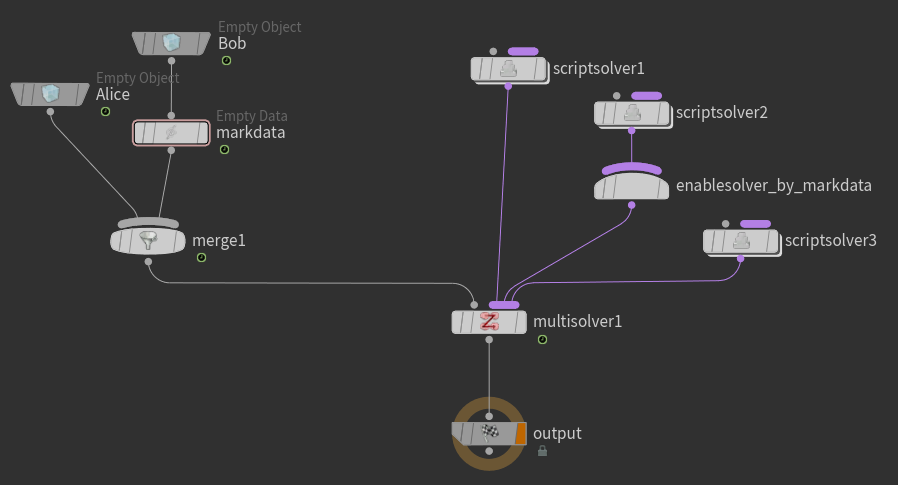 Empty Object
Bob
Empty Object
Alice
Empty Data
markdata
merge1
scriptsolver1
scriptsolver2
enablesolver_by_markdata
scriptsolver3
multisolver1
output